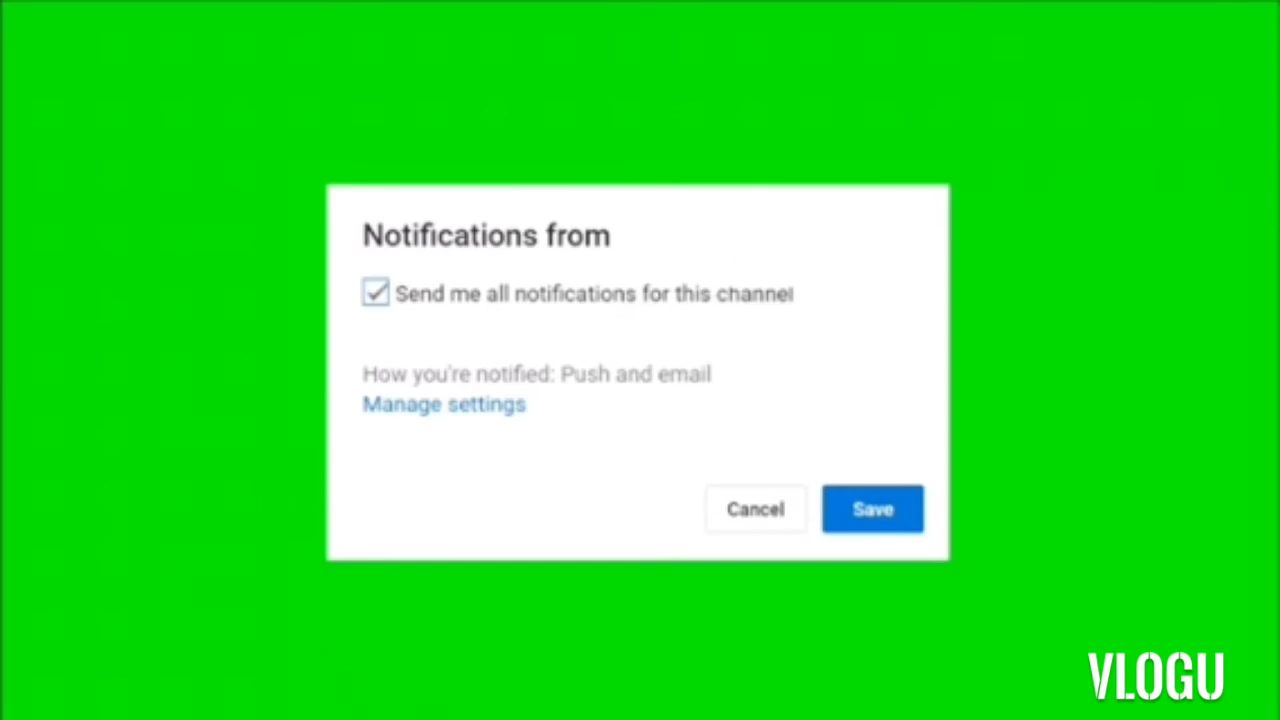 Notifications from
Send me all notifications for this channel
How you're notified: Push and email
Manage settings
Cancel
Save
VLOGU